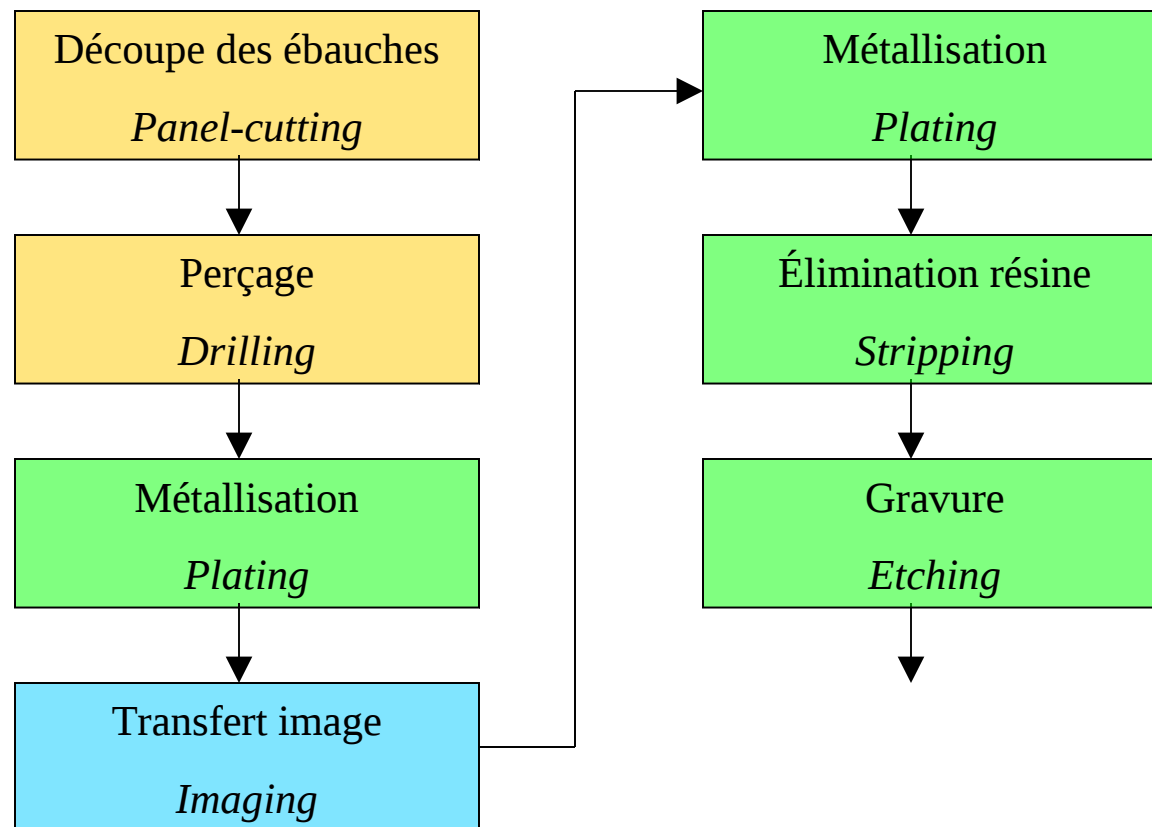 Découpe des ébauches
Panel-cutting
Perçage
Drilling
Métallisation
Plating
Transfert image
Imaging
Métallisation
Plating
Élimination résine
Stripping
Gravure
Etching